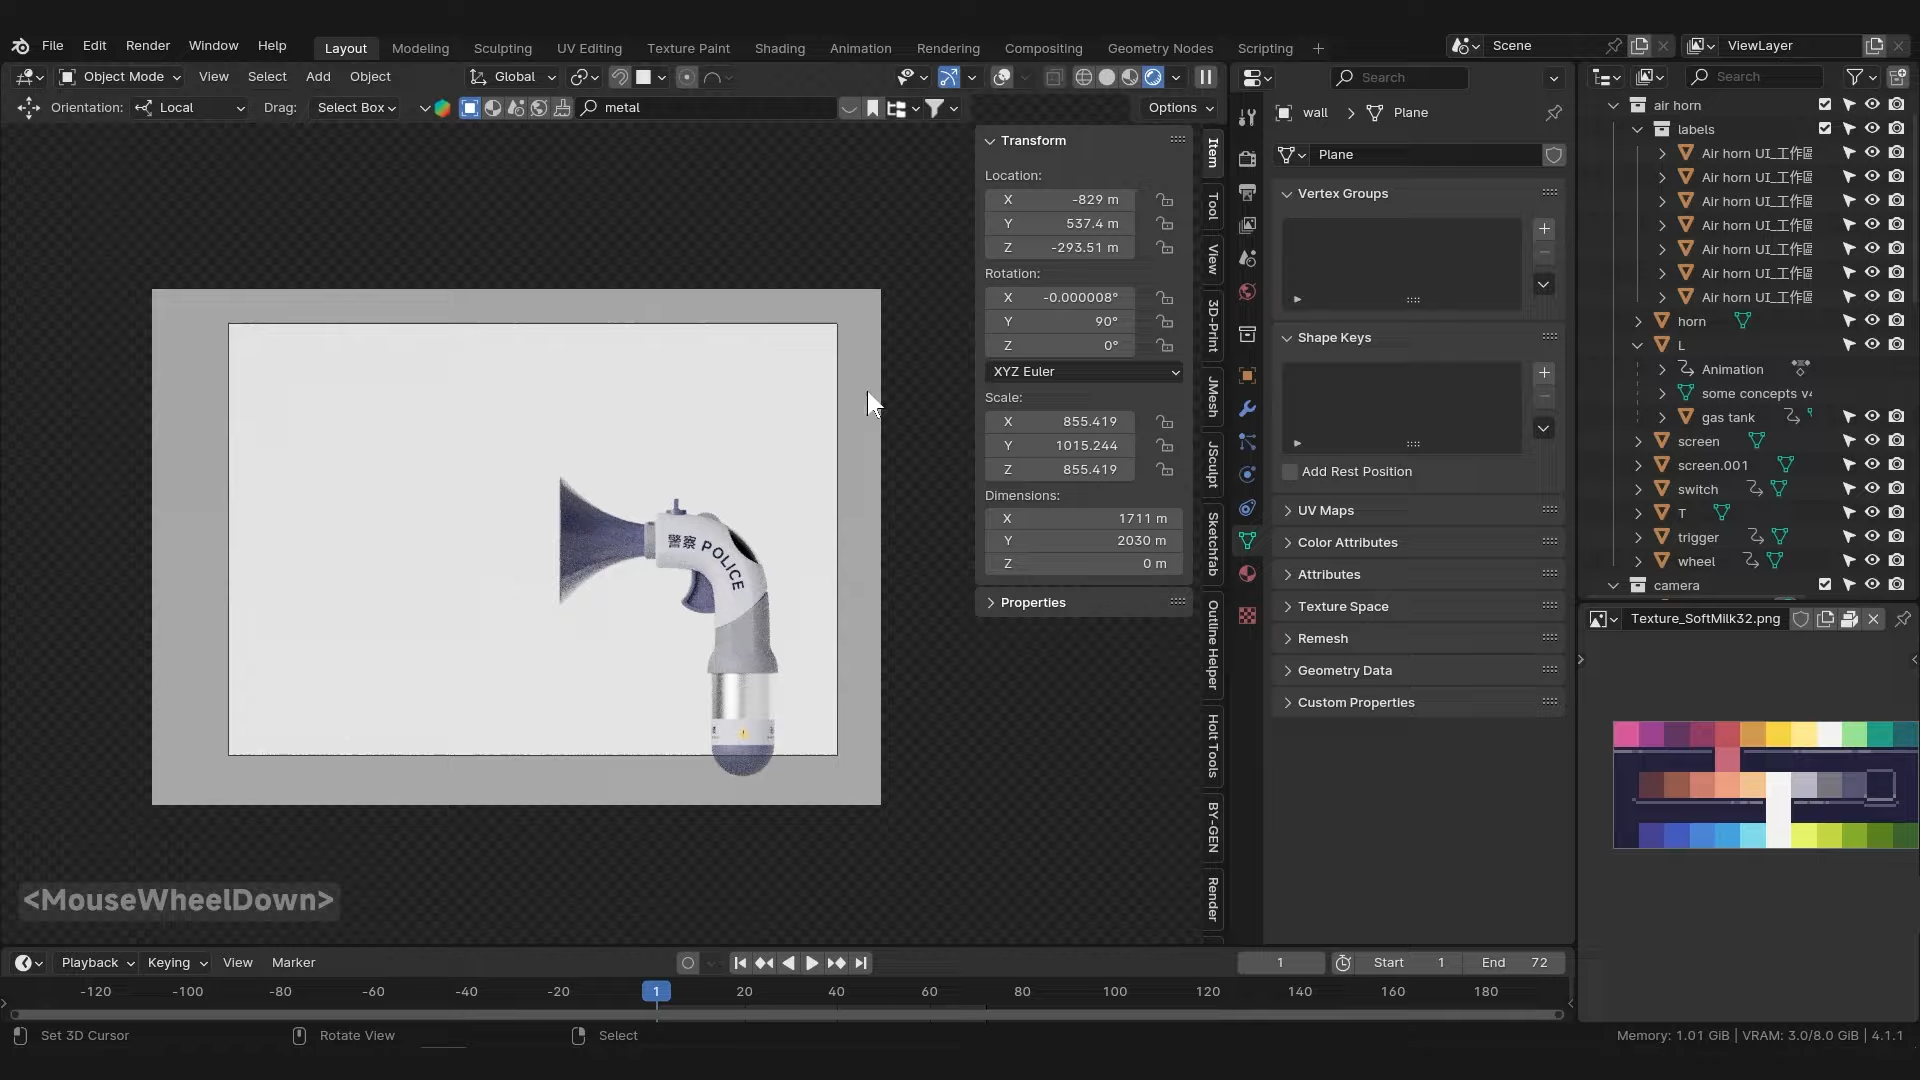 File Edit Render Window Help Layout Modeling Sculpting UV Editing Texture Paint Shading Animation Rendering Compositing Geometry Nodes Scripting Scene ViewLayer
Object Mode View Select Add Object Global Search Search
Orientation: Local Drag: Select Box metal Options
Transform
Location:
X -829 m
Y 537.4 m
Z -293.51 m
Rotation:
X -0.000008°
Y 90°
Z 0°
XYZ Euler
Scale:
X 855.419
Y 1015.244
Z 855.419
Dimensions:
X 1711 m
Y 2030 m
Z 0 m
Properties
Item
Tool
View
3D-Print
JMesh
JSculpt
Sketchfab
Outline Helper
Holt Tools
BY-GEN
Render
wall Plane
Plane
Vertex Groups
Shape Keys
Add Rest Position
UV Maps
Color Attributes
Attributes
Texture Space
Remesh
Geometry Data
Custom Properties
air horn
labels
Air horn UI_工作區
Air horn UI_工作區
Air horn UI_工作區
Air horn UI_工作區
Air horn UI_工作區
Air horn UI_工作區
Air horn UI_工作區
horn
L
Animation
some concepts v4
gas tank
screen
screen.001
switch
T
trigger
wheel
camera
Texture_SoftMilk32.png
警察 POLICE
<MouseWheelDown>
Playback Keying View Marker 1 Start 1 End 72
-120 -100 -80 -60 -40 -20 1 20 40 60 80 100 120 140 160 180
Set 3D Cursor Rotate View Select Memory: 1.01 GiB | VRAM: 3.0/8.0 GiB | 4.1.1